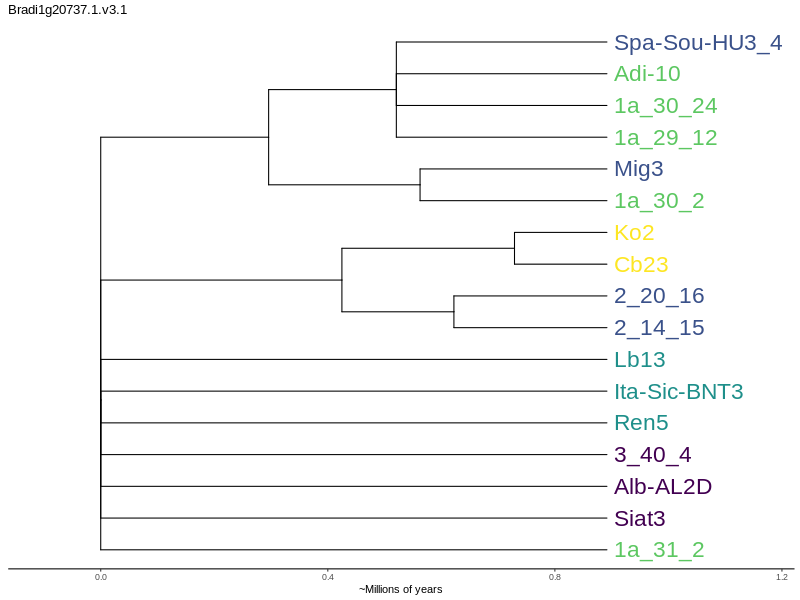 Bradi1g20737.1.v3.1
Spa-Sou-HU3_4
Adi-10
1a_30_24
1a_29_12
Mig3
1a_30_2
Ko2
Cb23
2_20_16
2_14_15
Lb13
Ita-Sic-BNT3
Ren5
3_40_4
Alb-AL2D
Siat3
1a_31_2
0.0 0.4 0.8 1.2
~Millions of years